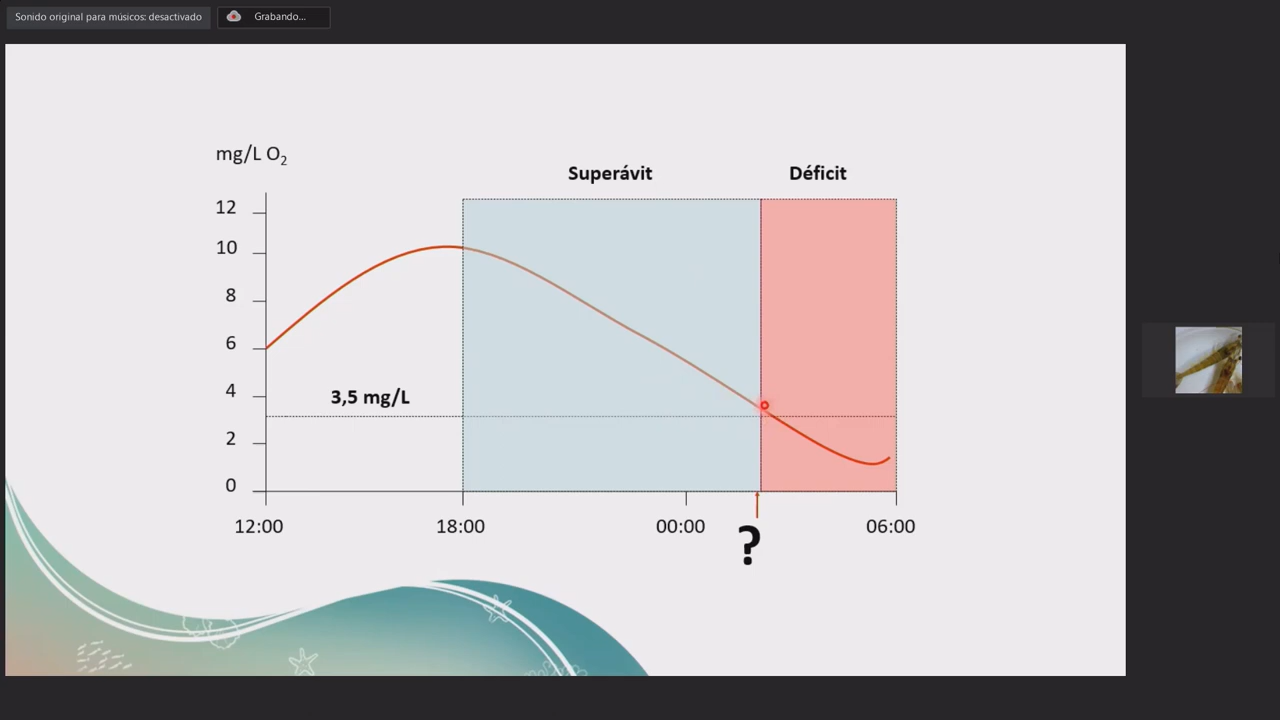 Sonido original para músicos: desactivado
Grabando...
mg/L O₂
Superávit
Déficit
12
10
8
6
4
3,5 mg/L
2
0
12:00
18:00
00:00
06:00
?